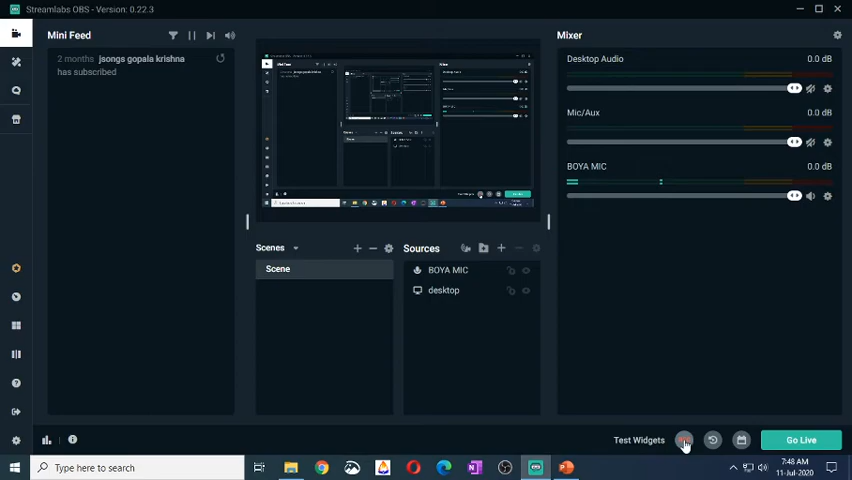 Streamlabs OBS - Version: 0.22.3
Mini Feed
2 months jsongs gopala krishna
has subscribed
Mixer
Desktop Audio 0.0 dB
Mic/Aux 0.0 dB
BOYA MIC 0.0 dB
Scenes
Scene
Sources
BOYA MIC
desktop
Test Widgets
Go Live
Type here to search
7:48 AM
11-Jul-2020